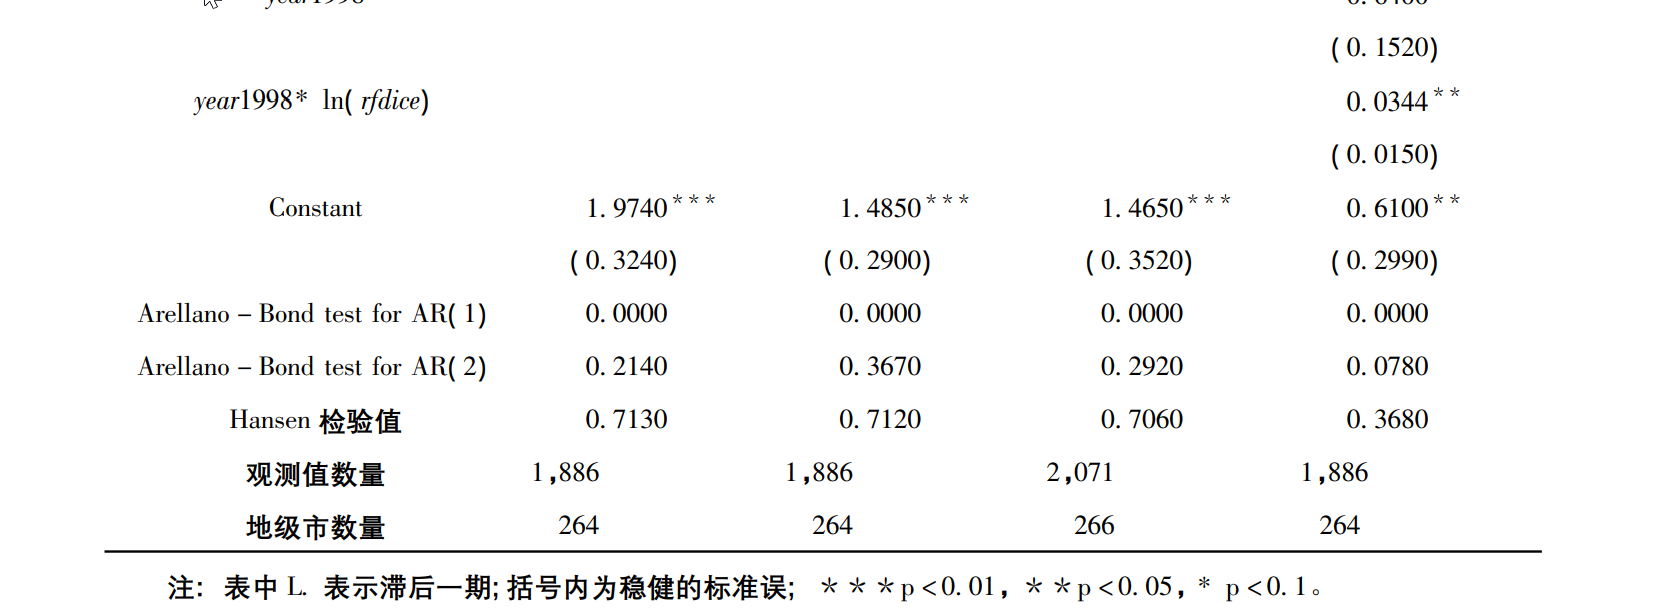 (0.1520)
year1998* ln(rfdice) 0.0344**
(0.0150)
Constant 1.9740*** 1.4850*** 1.4650*** 0.6100**
(0.3240) (0.2900) (0.3520) (0.2990)
Arellano – Bond test for AR(1) 0.0000 0.0000 0.0000 0.0000
Arellano – Bond test for AR(2) 0.2140 0.3670 0.2920 0.0780
Hansen 检验值 0.7130 0.7120 0.7060 0.3680
观测值数量 1,886 1,886 2,071 1,886
地级市数量 264 264 266 264
注: 表中 L. 表示滞后一期;括号内为稳健的标准误; ***p<0.01, **p<0.05, * p<0.1。